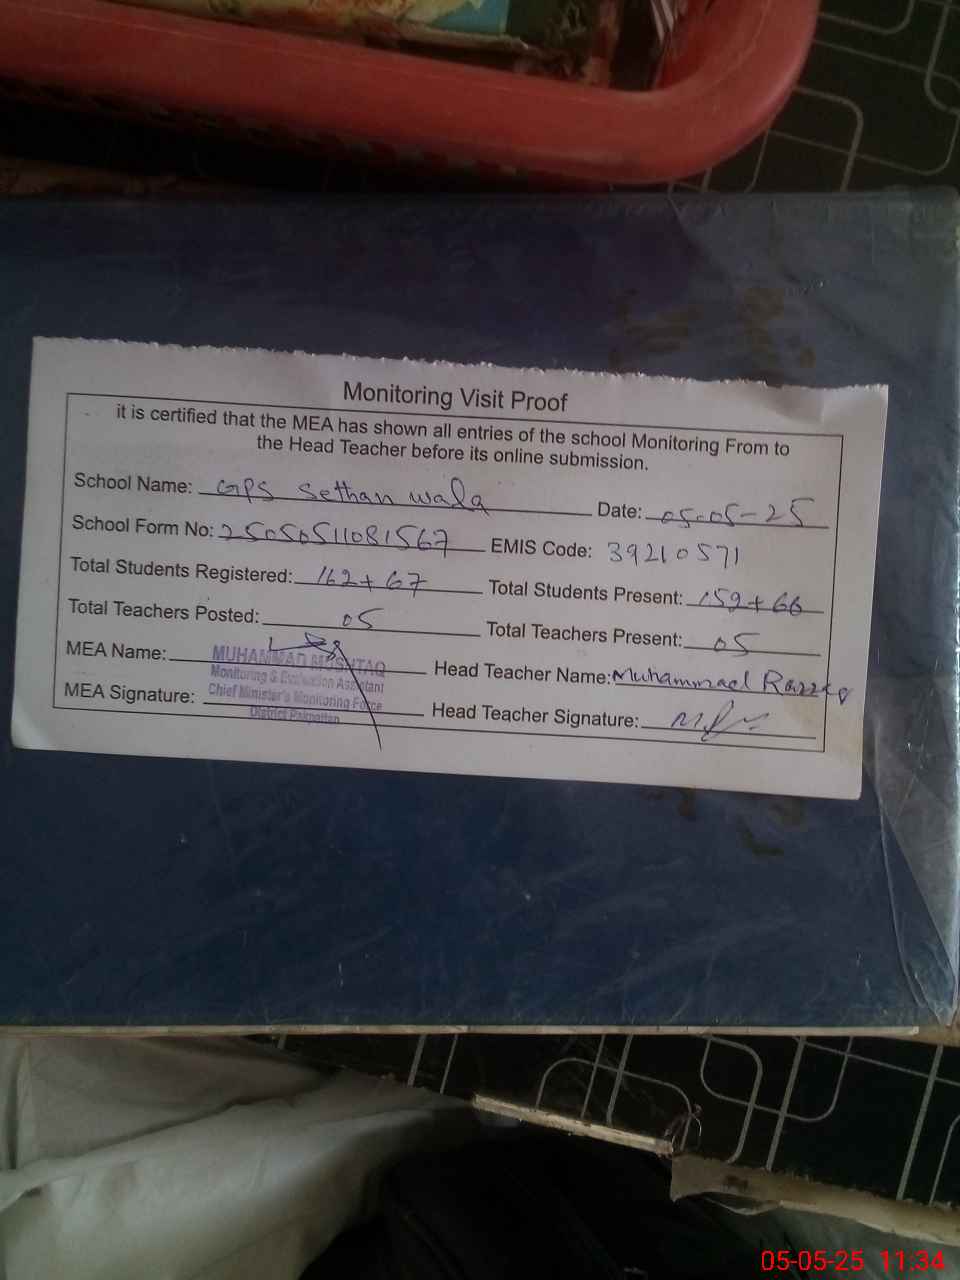 Monitoring Visit Proof
it is certified that the MEA has shown all entries of the school Monitoring From to
the Head Teacher before its online submission.
School Name: GPS Sethan wala Date: 05-05-25
School Form No: 2505051081567 EMIS Code: 39210571
Total Students Registered: 162+67 Total Students Present: 159+66
Total Teachers Posted: 05 Total Teachers Present: 05
MEA Name: MUHAMMAD MUSHTAQ Head Teacher Name: Muhammad Razzaq
Monitoring & Evaluation Assistant
MEA Signature: Chief Minister's Monitoring Force Head Teacher Signature:
District Pakpattan
05-05-25 11:34